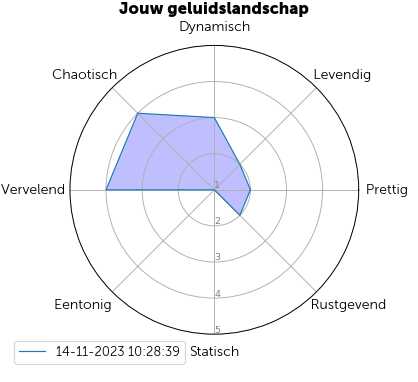 Jouw geluidslandschap
Dynamisch
Chaotisch
Levendig
Vervelend
Prettig
1
2
3
4
5
Eentonig
Rustgevend
Statisch
14-11-2023 10:28:39